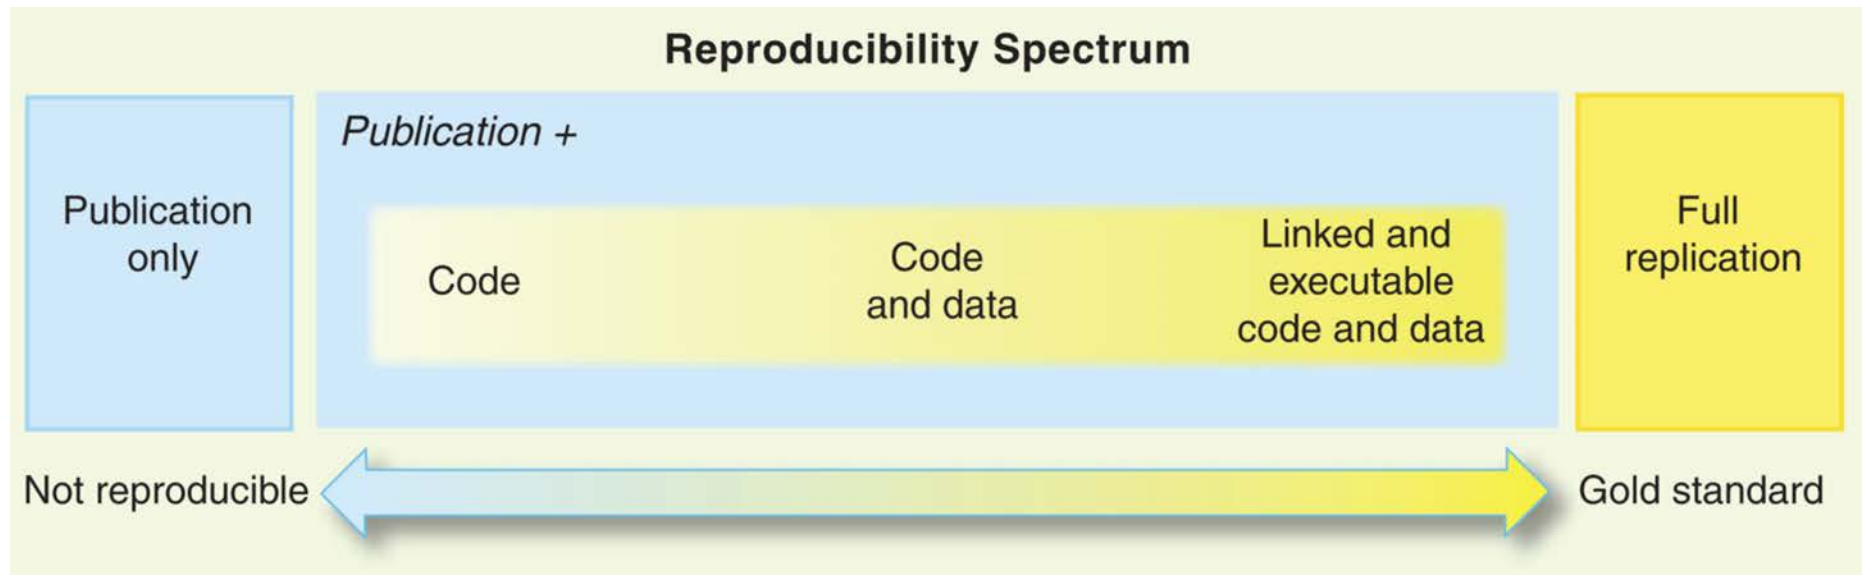 Reproducibility Spectrum
Publication
only
Publication +
Code
Code
and data
Linked and
executable
code and data
Full
replication
Not reproducible
Gold standard